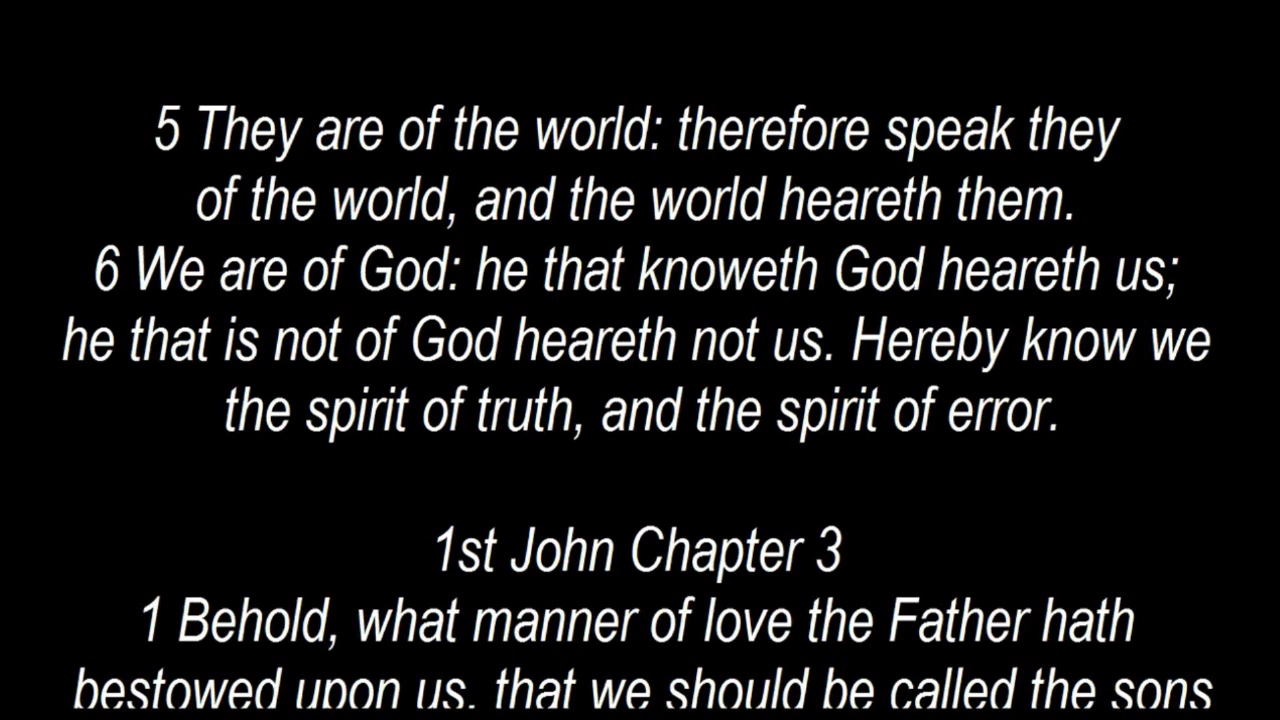 5 They are of the world: therefore speak they
of the world, and the world heareth them.
6 We are of God: he that knoweth God heareth us;
he that is not of God heareth not us. Hereby know we
the spirit of truth, and the spirit of error.
1st John Chapter 3
1 Behold, what manner of love the Father hath
bestowed upon us, that we should be called the sons